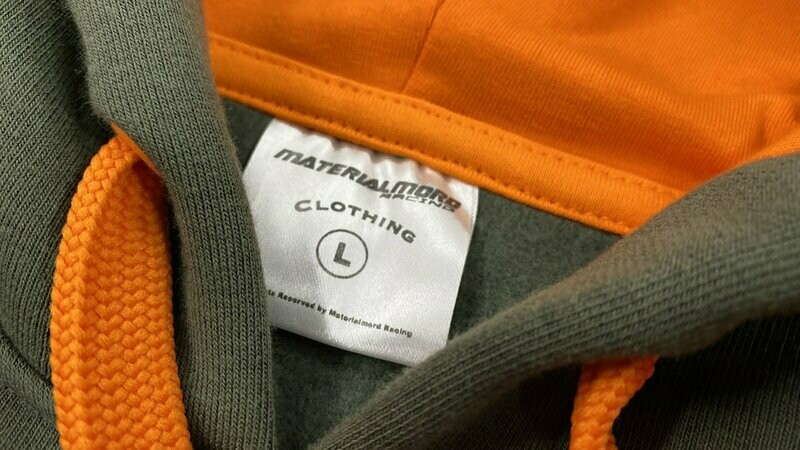 MATERIALMORD
RACING
CLOTHING
L
s Reserved by Materialmord Racing